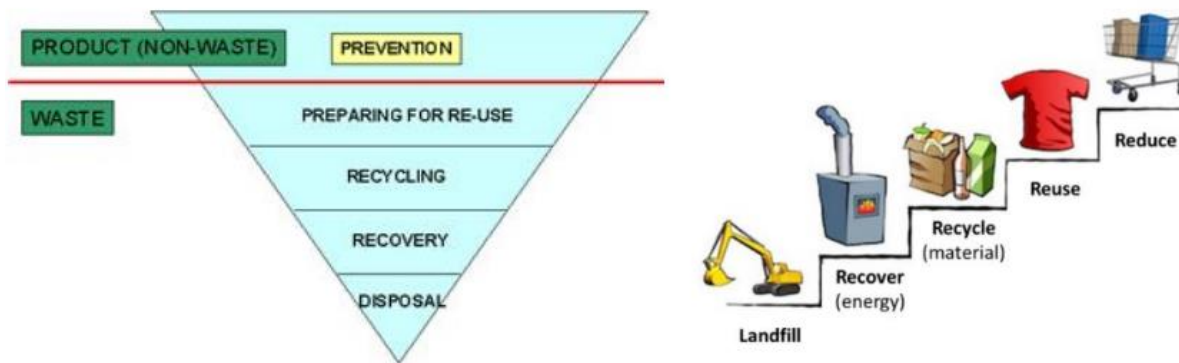 PRODUCT (NON-WASTE)
PREVENTION
WASTE
PREPARING FOR RE-USE
RECYCLING
RECOVERY
DISPOSAL
Reduce
Reuse
Recycle
(material)
Recover
(energy)
Landfill